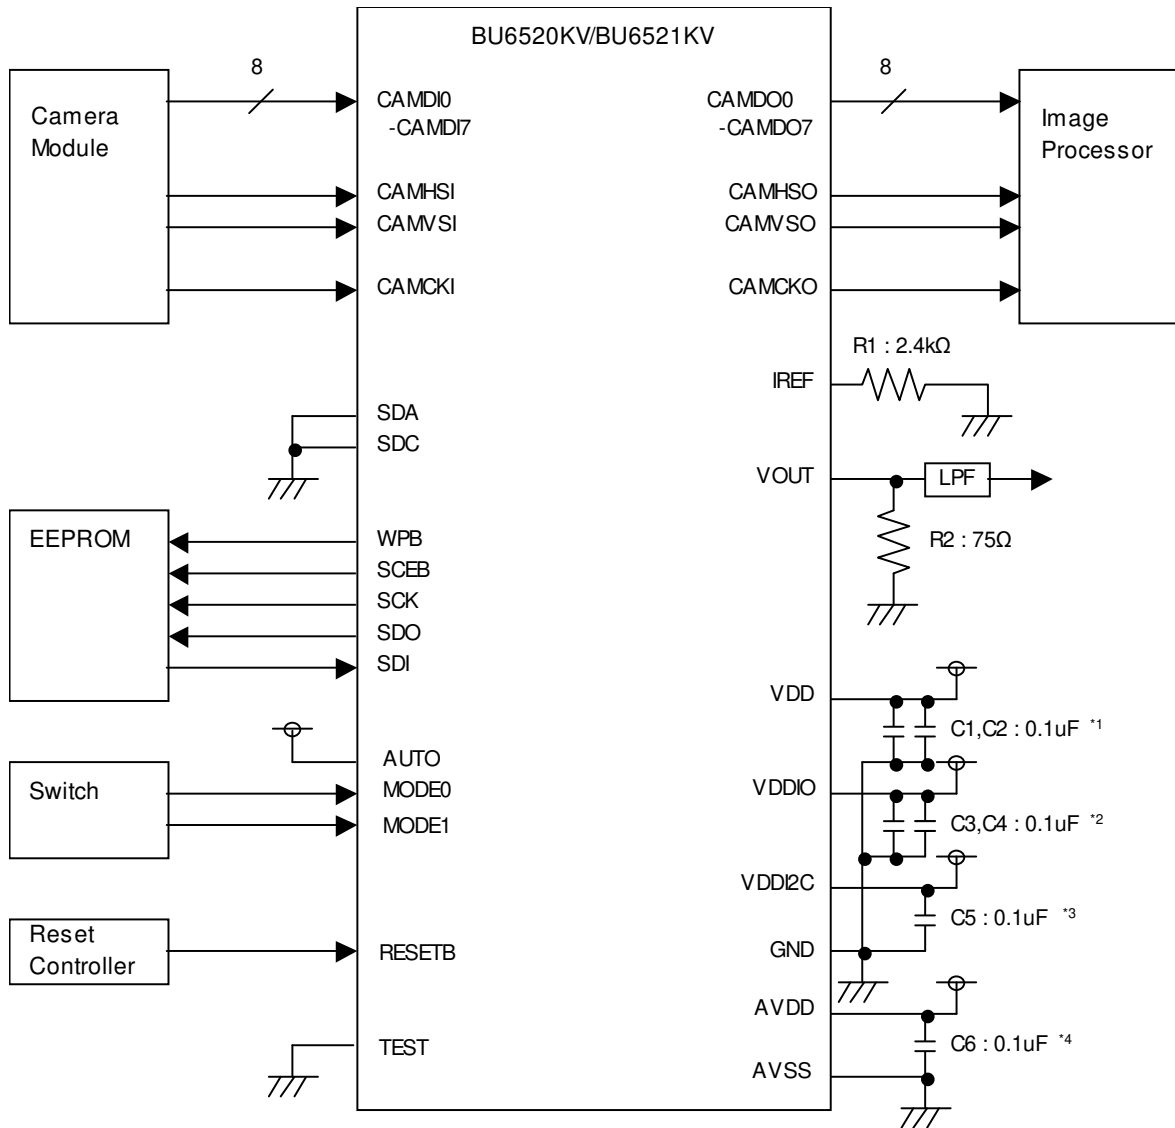 BU6520KV/BU6521KV
8
8
Camera
Module
CAMDI0
-CAMDI7
CAMDO0
-CAMDO7
Image
Processor
CAMHSI
CAMHSO
CAMVSI
CAMVSO
CAMCKI
CAMCKO
R1 : 2.4kΩ
IREF
SDA
SDC
VOUT
LPF
EEPROM
WPB
R2 : 75Ω
SCEB
SCK
SDO
SDI
VDD
C1,C2 : 0.1uF *1
AUTO
Switch
MODE0
VDDIO
MODE1
C3,C4 : 0.1uF *2
VDDI2C
C5 : 0.1uF *3
Reset
Controller
RESETB
GND
AVDD
TEST
C6 : 0.1uF *4
AVSS